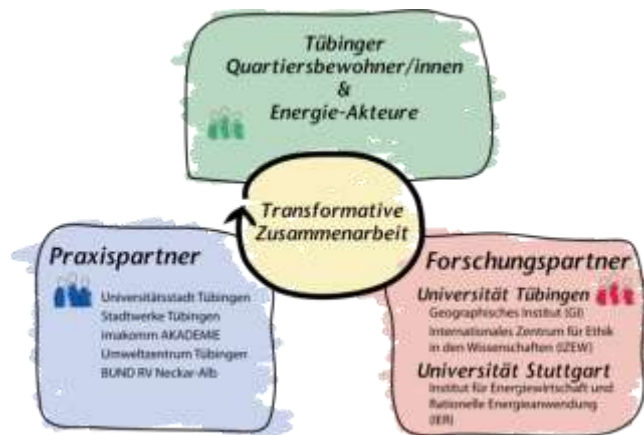 Tübinger
Quartiersbewohner/innen
&
Energie-Akteure
Transformative
Zusammenarbeit
Praxispartner
Universitätsstadt Tübingen
Stadtwerke Tübingen
imakomm AKADEMIE
Umweltzentrum Tübingen
BUND RV Neckar-Alb
Forschungspartner
Universität Tübingen
Geographisches Institut (GI)
Internationales Zentrum für Ethik
in den Wissenschaften (IZEW)
Universität Stuttgart
Institut für Energiewirtschaft und
Rationelle Energieanwendung
(IER)